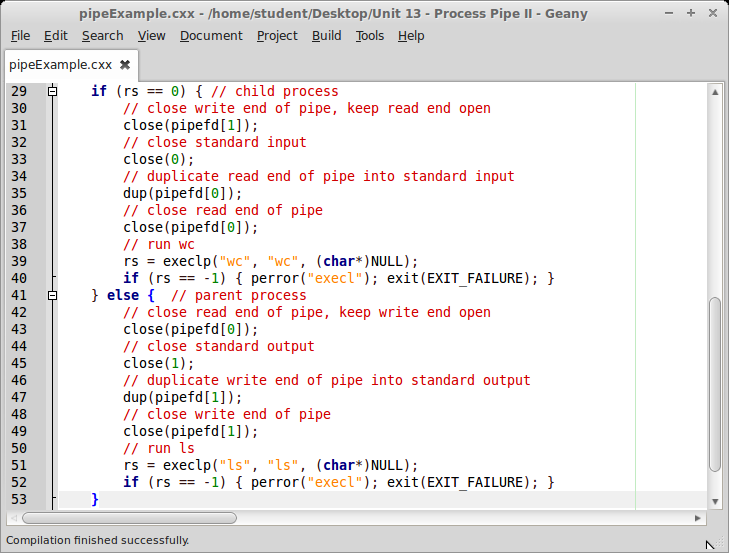 pipeExample.cxx - /home/student/Desktop/Unit 13 - Process Pipe II - Geany
File Edit Search View Document Project Build Tools Help
pipeExample.cxx
29 if (rs == 0) { // child process
30 // close write end of pipe, keep read end open
31 close(pipefd[1]);
32 // close standard input
33 close(0);
34 // duplicate read end of pipe into standard input
35 dup(pipefd[0]);
36 // close read end of pipe
37 close(pipefd[0]);
38 // run wc
39 rs = execlp("wc", "wc", (char*)NULL);
40 if (rs == -1) { perror("execl"); exit(EXIT_FAILURE); }
41 } else { // parent process
42 // close read end of pipe, keep write end open
43 close(pipefd[0]);
44 // close standard output
45 close(1);
46 // duplicate write end of pipe into standard output
47 dup(pipefd[1]);
48 // close write end of pipe
49 close(pipefd[1]);
50 // run ls
51 rs = execlp("ls", "ls", (char*)NULL);
52 if (rs == -1) { perror("execl"); exit(EXIT_FAILURE); }
53 }
Compilation finished successfully.